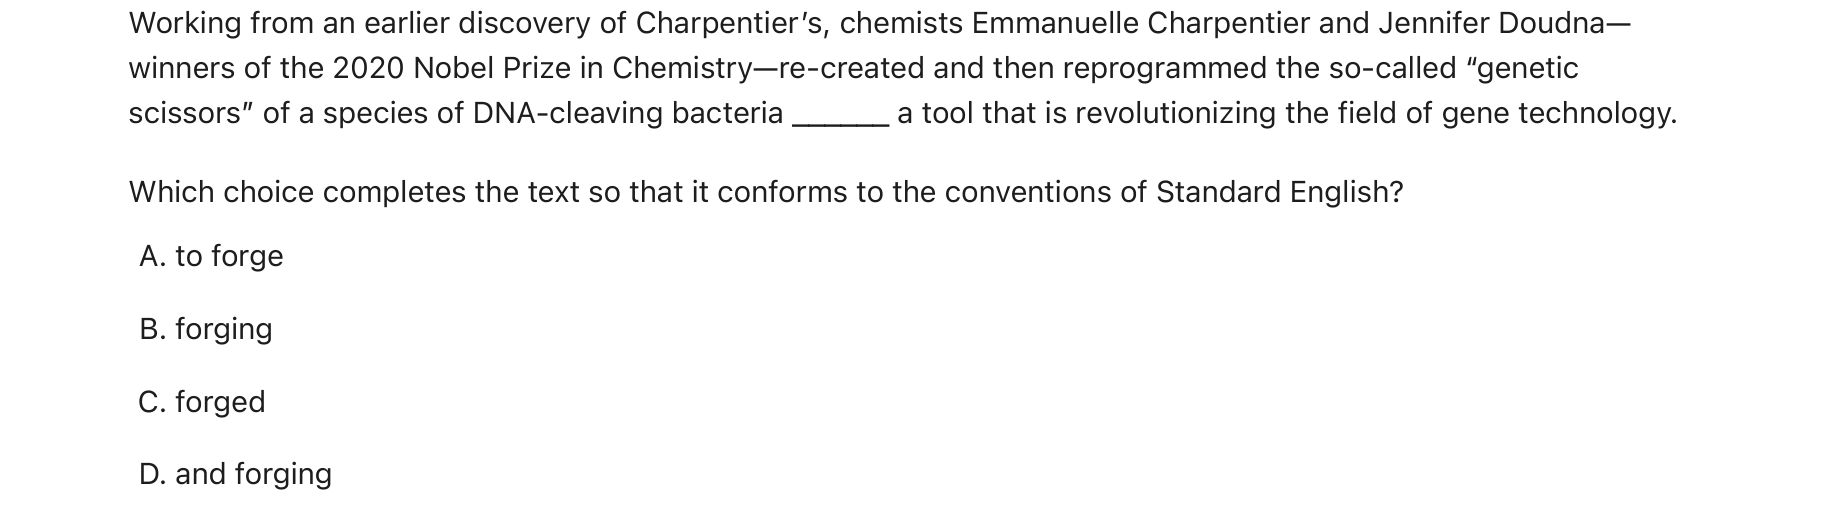 Working from an earlier discovery of Charpentier’s, chemists Emmanuelle Charpentier and Jennifer Doudna—
winners of the 2020 Nobel Prize in Chemistry—re-created and then reprogrammed the so-called “genetic
scissors” of a species of DNA-cleaving bacteria ______ a tool that is revolutionizing the field of gene technology.
Which choice completes the text so that it conforms to the conventions of Standard English?
A. to forge
B. forging
C. forged
D. and forging